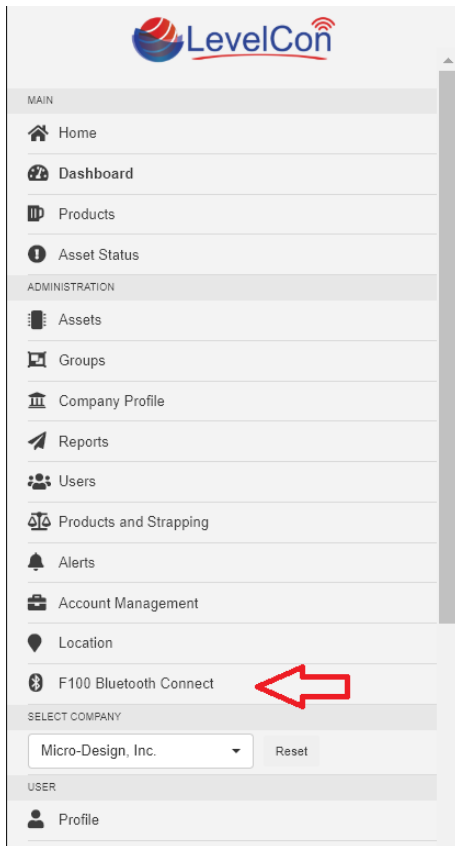 LevelCon
MAIN
Home
Dashboard
Products
Asset Status
ADMINISTRATION
Assets
Groups
Company Profile
Reports
Users
Products and Strapping
Alerts
Account Management
Location
F100 Bluetooth Connect
SELECT COMPANY
Micro-Design, Inc. Reset
USER
Profile